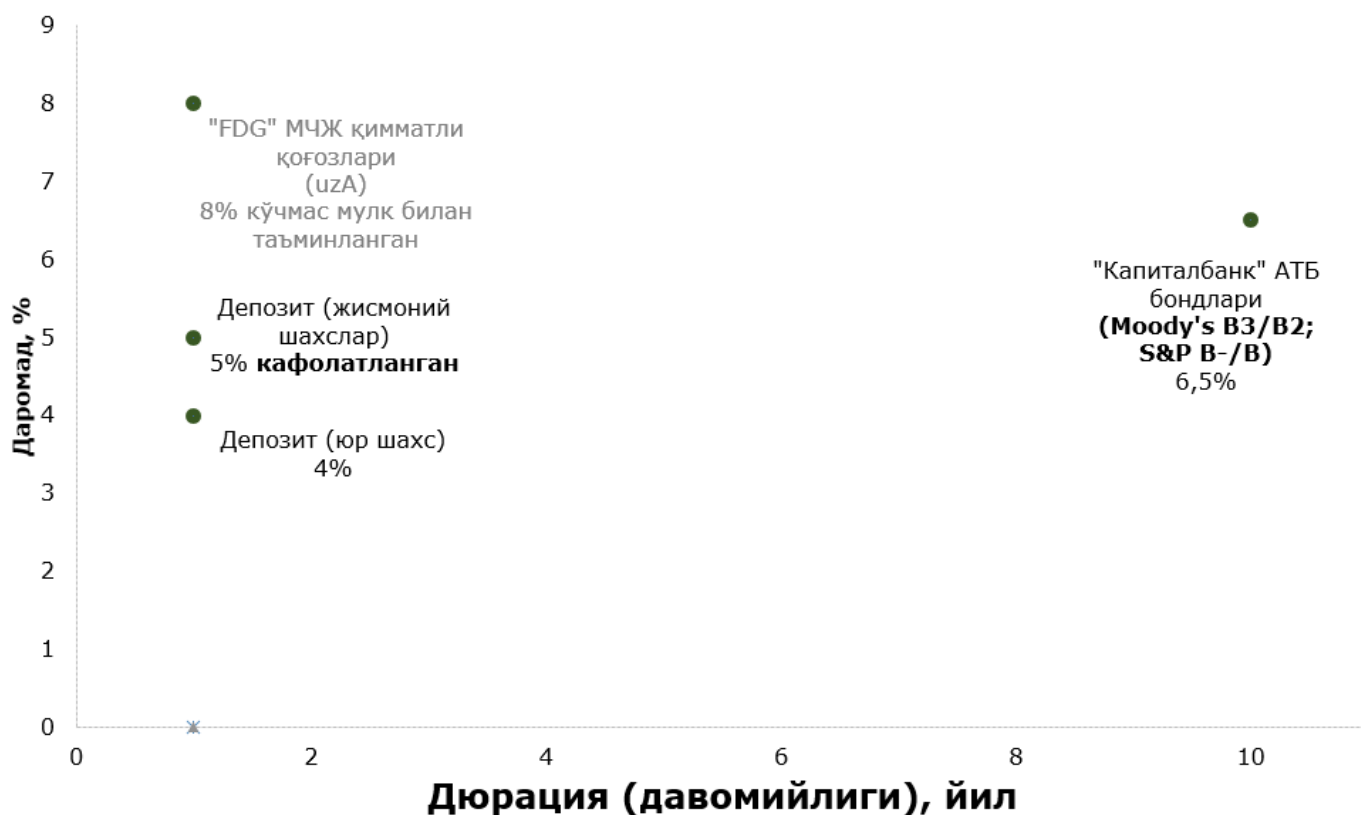 9
8
"FDG" МЧЖ қимматли
қоғозлари
(uzA)
8% кўчмас мулк билан
таъминланган
7
6
"Капиталбанк" АТБ
бондлари
(Moody's B3/B2;
S&P B-/B)
6,5%
Даромад, %
Депозит (жисмоний
шахслар)
5% кафолатланган
5
4
Депозит (юр шахс)
4%
3
2
1
0
0
2
4
6
8
10
Дюрация (давомийлиги), йил